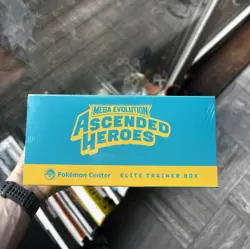 MEGA EVOLUTION
ASCENDED
HEROES
Pokémon Center ELITE TRAINER BOX